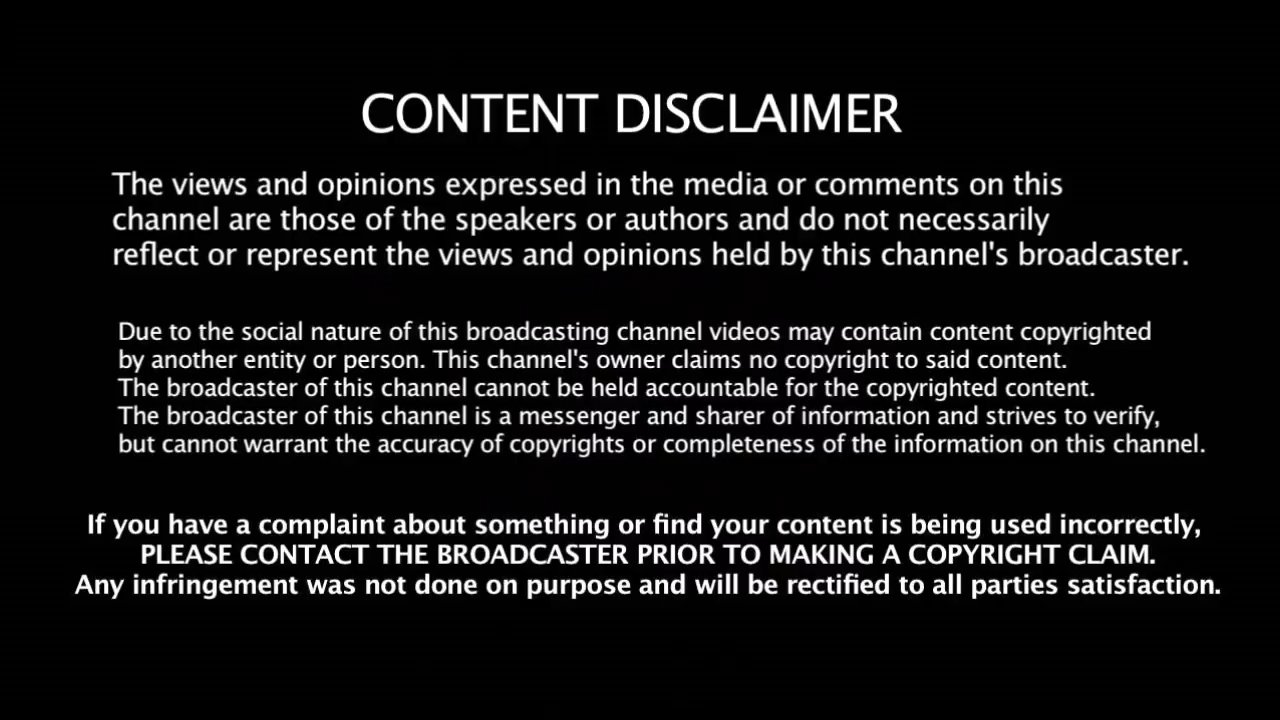 CONTENT DISCLAIMER
The views and opinions expressed in the media or comments on this
channel are those of the speakers or authors and do not necessarily
reflect or represent the views and opinions held by this channel's broadcaster.
Due to the social nature of this broadcasting channel videos may contain content copyrighted
by another entity or person. This channel's owner claims no copyright to said content.
The broadcaster of this channel cannot be held accountable for the copyrighted content.
The broadcaster of this channel is a messenger and sharer of information and strives to verify,
but cannot warrant the accuracy of copyrights or completeness of the information on this channel.
If you have a complaint about something or find your content is being used incorrectly,
PLEASE CONTACT THE BROADCASTER PRIOR TO MAKING A COPYRIGHT CLAIM.
Any infringement was not done on purpose and will be rectified to all parties satisfaction.